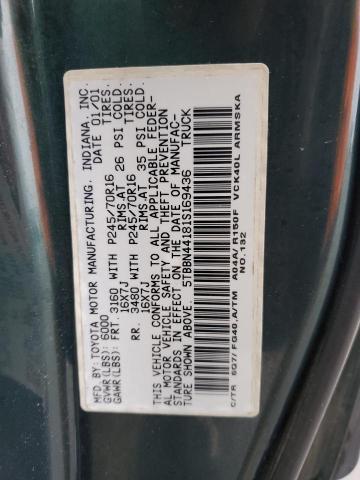 MFD.BY:TOYOTA MOTOR MANUFACTURING, INDIANA, INC.
GVWR(LBS): 6000 DATE: 01/01
GAWR(LBS): FRT. 3160 WITH P245/70R16 TIRES.
16X7J RIMS.AT 26 PSI COLD.
RR. 3480 WITH P245/70R16 TIRES.
16X7J RIMS.AT 35 PSI COLD.
THIS VEHICLE CONFORMS TO ALL APPLICABLE FEDER-
AL MOTOR VEHICLE SAFETY AND THEFT PREVENTION
STANDARDS IN EFFECT ON THE DATE OF MANUFAC-
TURE SHOWN ABOVE. 5TBBN44181S169436 TRUCK
C/TR 6Q7/ FG40,A/TM A04A/ R150F VCK40L ARMSKA
NO.132